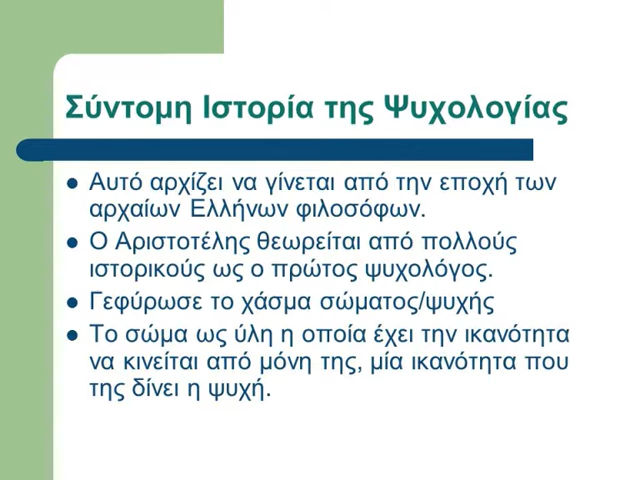 Σύντομη Ιστορία της Ψυχολογίας
Αυτό αρχίζει να γίνεται από την εποχή των
αρχαίων Ελλήνων φιλοσόφων.
Ο Αριστοτέλης θεωρείται από πολλούς
ιστορικούς ως ο πρώτος ψυχολόγος.
Γεφύρωσε το χάσμα σώματος/ψυχής
Το σώμα ως ύλη η οποία έχει την ικανότητα
να κινείται από μόνη της, μία ικανότητα που
της δίνει η ψυχή.